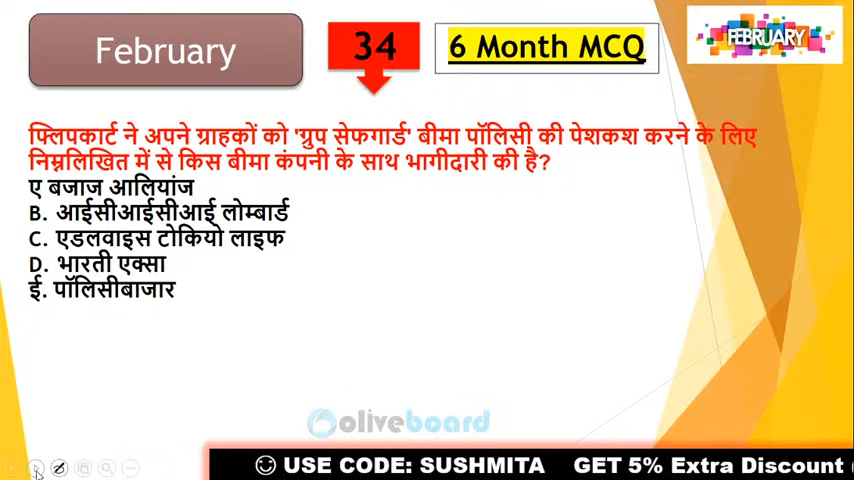 February
34
6 Month MCQ
FEBRUARY
फ्लिपकार्ट ने अपने ग्राहकों को 'ग्रुप सेफगार्ड' बीमा पॉलिसी की पेशकश करने के लिए
निम्नलिखित में से किस बीमा कंपनी के साथ भागीदारी की है?
ए बजाज आलियांज
B. आईसीआईसीआई लोम्बार्ड
C. एडलवाइस टोकियो लाइफ
D. भारती एक्सा
ई. पॉलिसीबाजार
oliveboard
☺ USE CODE: SUSHMITA GET 5% Extra Discount (